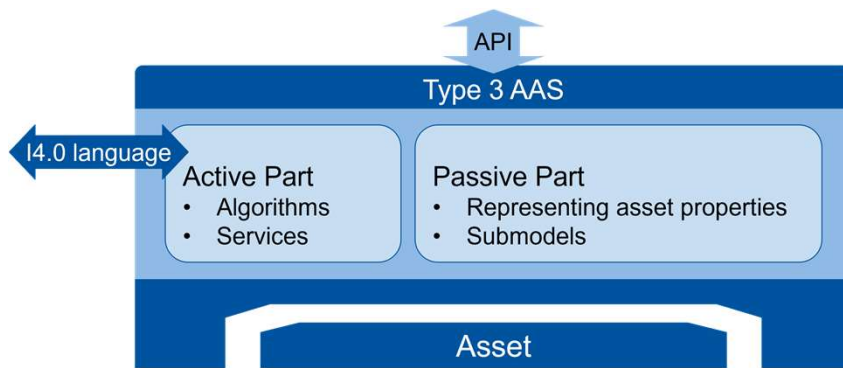 API
Type 3 AAS
I4.0 language
Active Part
• Algorithms
• Services
Passive Part
• Representing asset properties
• Submodels
Asset